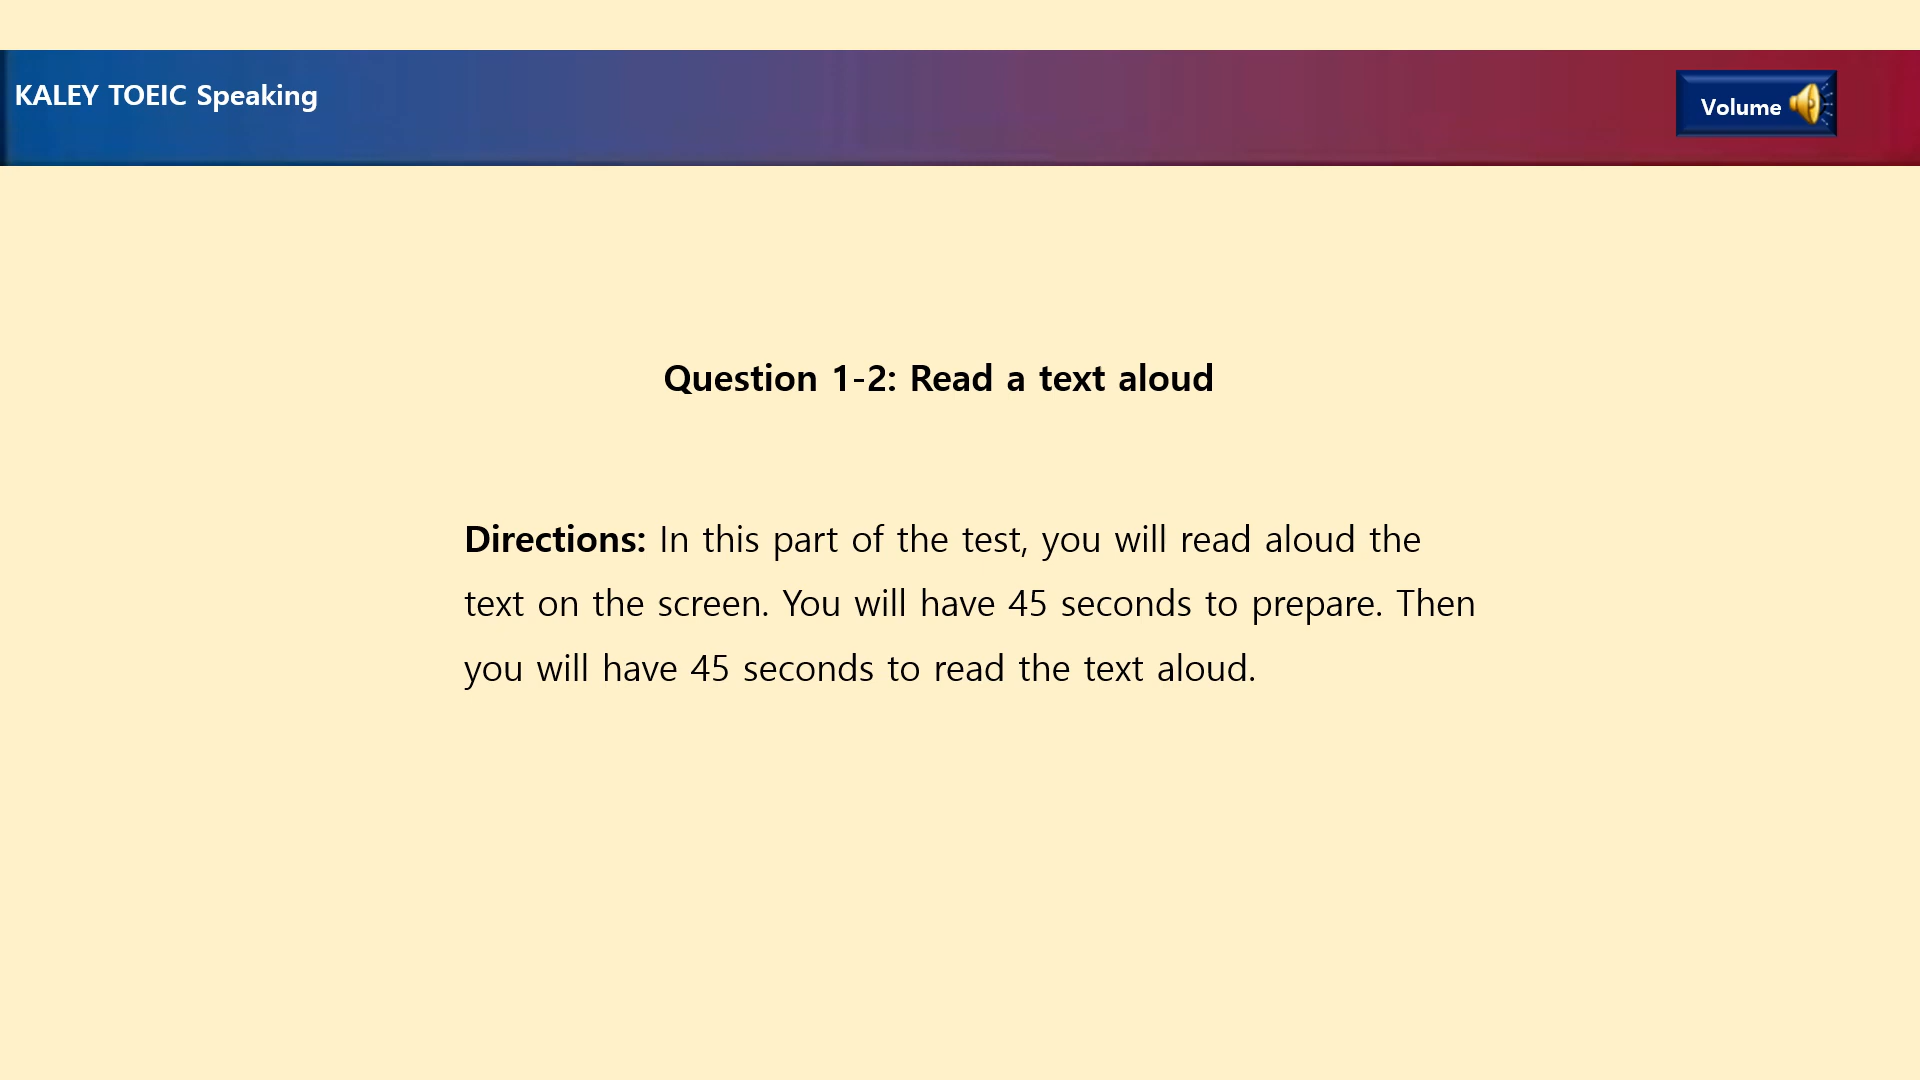 KALEY TOEIC Speaking
Volume
Question 1-2: Read a text aloud
Directions: In this part of the test, you will read aloud the
text on the screen. You will have 45 seconds to prepare. Then
you will have 45 seconds to read the text aloud.